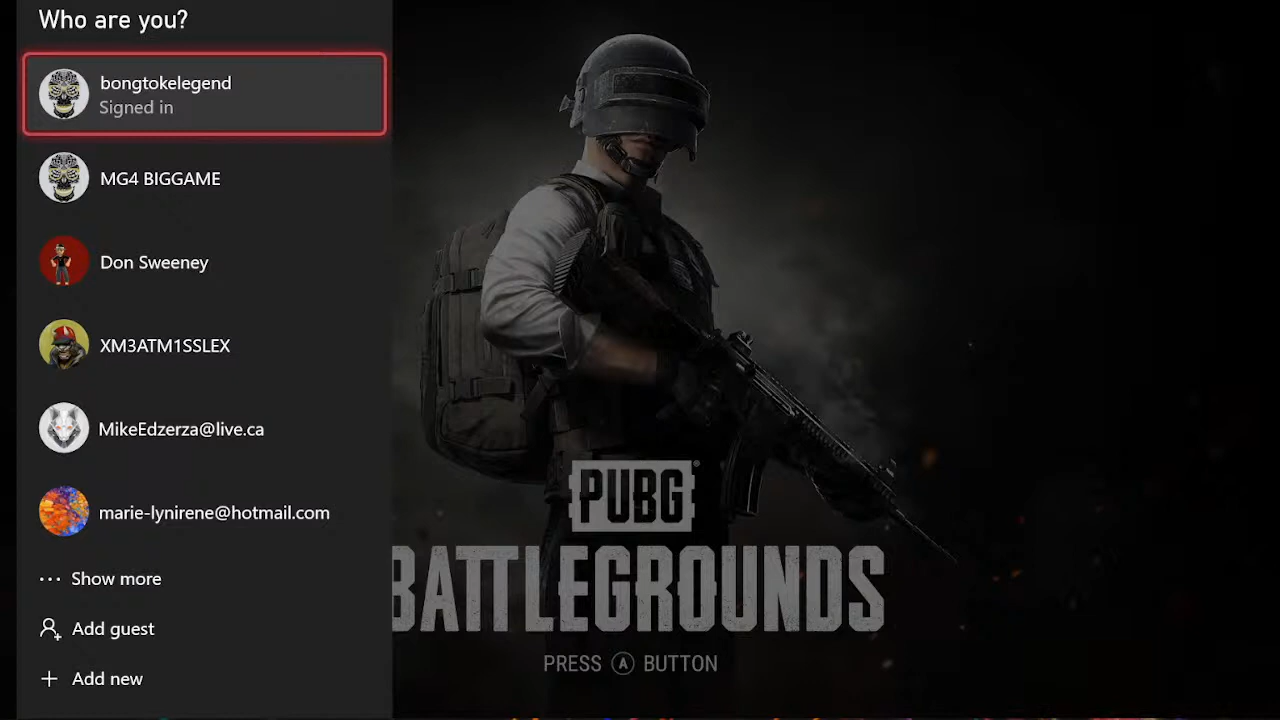 Who are you?
bongtokelegend
Signed in
MG4 BIGGAME
Don Sweeney
XM3ATM1SSLEX
MikeEdzerza@live.ca
marie-lynirene@hotmail.com
Show more
Add guest
Add new
PUBG
BATTLEGROUNDS
PRESS A BUTTON